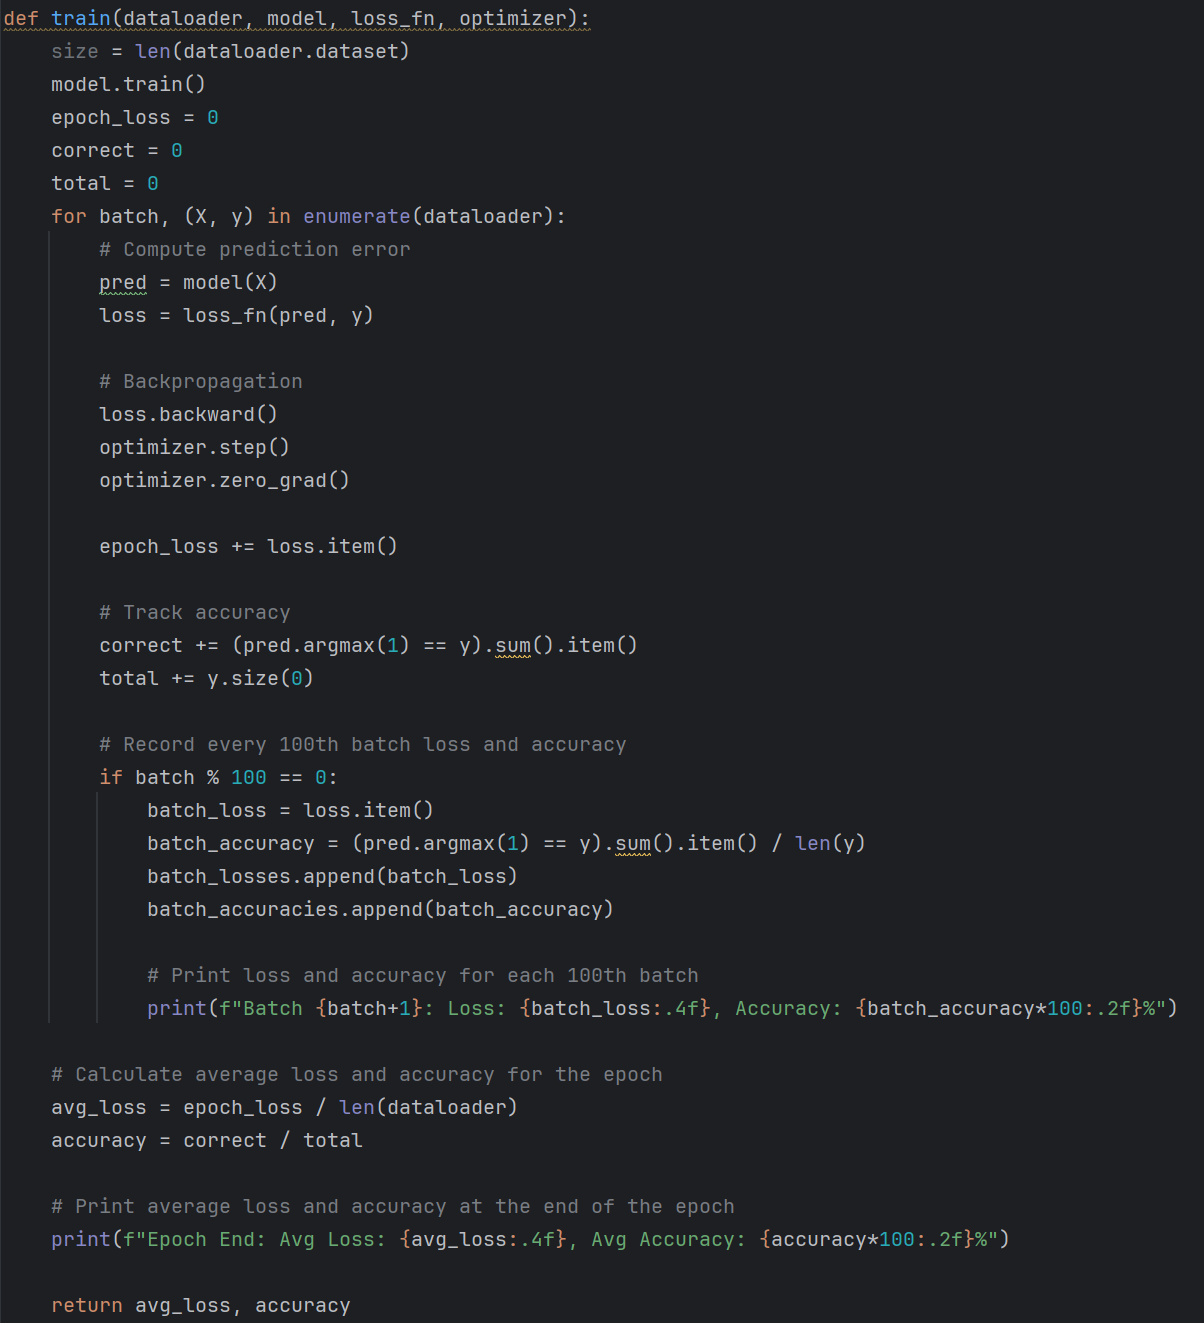 def train(dataloader, model, loss_fn, optimizer):
    size = len(dataloader.dataset)
    model.train()
    epoch_loss = 0
    correct = 0
    total = 0
    for batch, (X, y) in enumerate(dataloader):
        # Compute prediction error
        pred = model(X)
        loss = loss_fn(pred, y)

        # Backpropagation
        loss.backward()
        optimizer.step()
        optimizer.zero_grad()

        epoch_loss += loss.item()

        # Track accuracy
        correct += (pred.argmax(1) == y).sum().item()
        total += y.size(0)

        # Record every 100th batch loss and accuracy
        if batch % 100 == 0:
            batch_loss = loss.item()
            batch_accuracy = (pred.argmax(1) == y).sum().item() / len(y)
            batch_losses.append(batch_loss)
            batch_accuracies.append(batch_accuracy)

            # Print loss and accuracy for each 100th batch
            print(f"Batch {batch+1}: Loss: {batch_loss:.4f}, Accuracy: {batch_accuracy*100:.2f}%")

    # Calculate average loss and accuracy for the epoch
    avg_loss = epoch_loss / len(dataloader)
    accuracy = correct / total

    # Print average loss and accuracy at the end of the epoch
    print(f"Epoch End: Avg Loss: {avg_loss:.4f}, Avg Accuracy: {accuracy*100:.2f}%")

    return avg_loss, accuracy